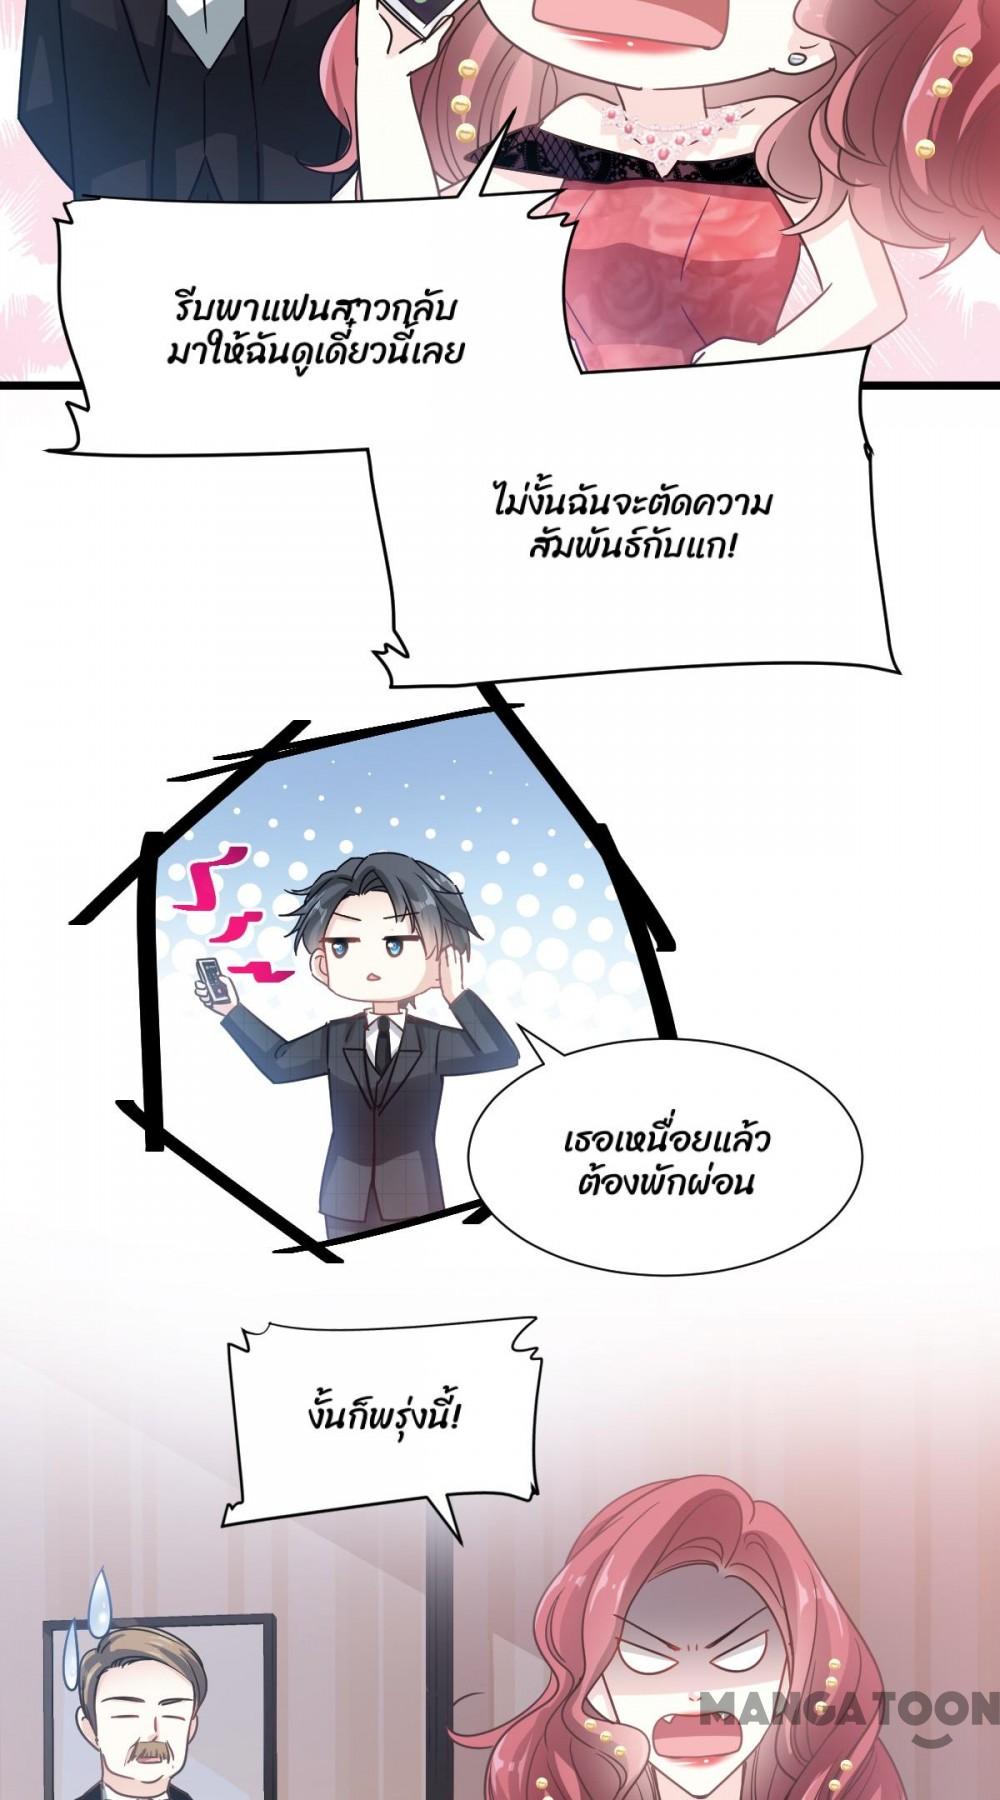 รีบพาแฟนสาวกลับ
มาให้ฉันดูเดี๋ยวนี้เลย
ไม่งั้นฉันจะตัดความ
สัมพันธ์กับแก!
เธอเหนื่อยแล้ว
ต้องพักผ่อน
งั้นก็พรุ่งนี้!
MANGATOON